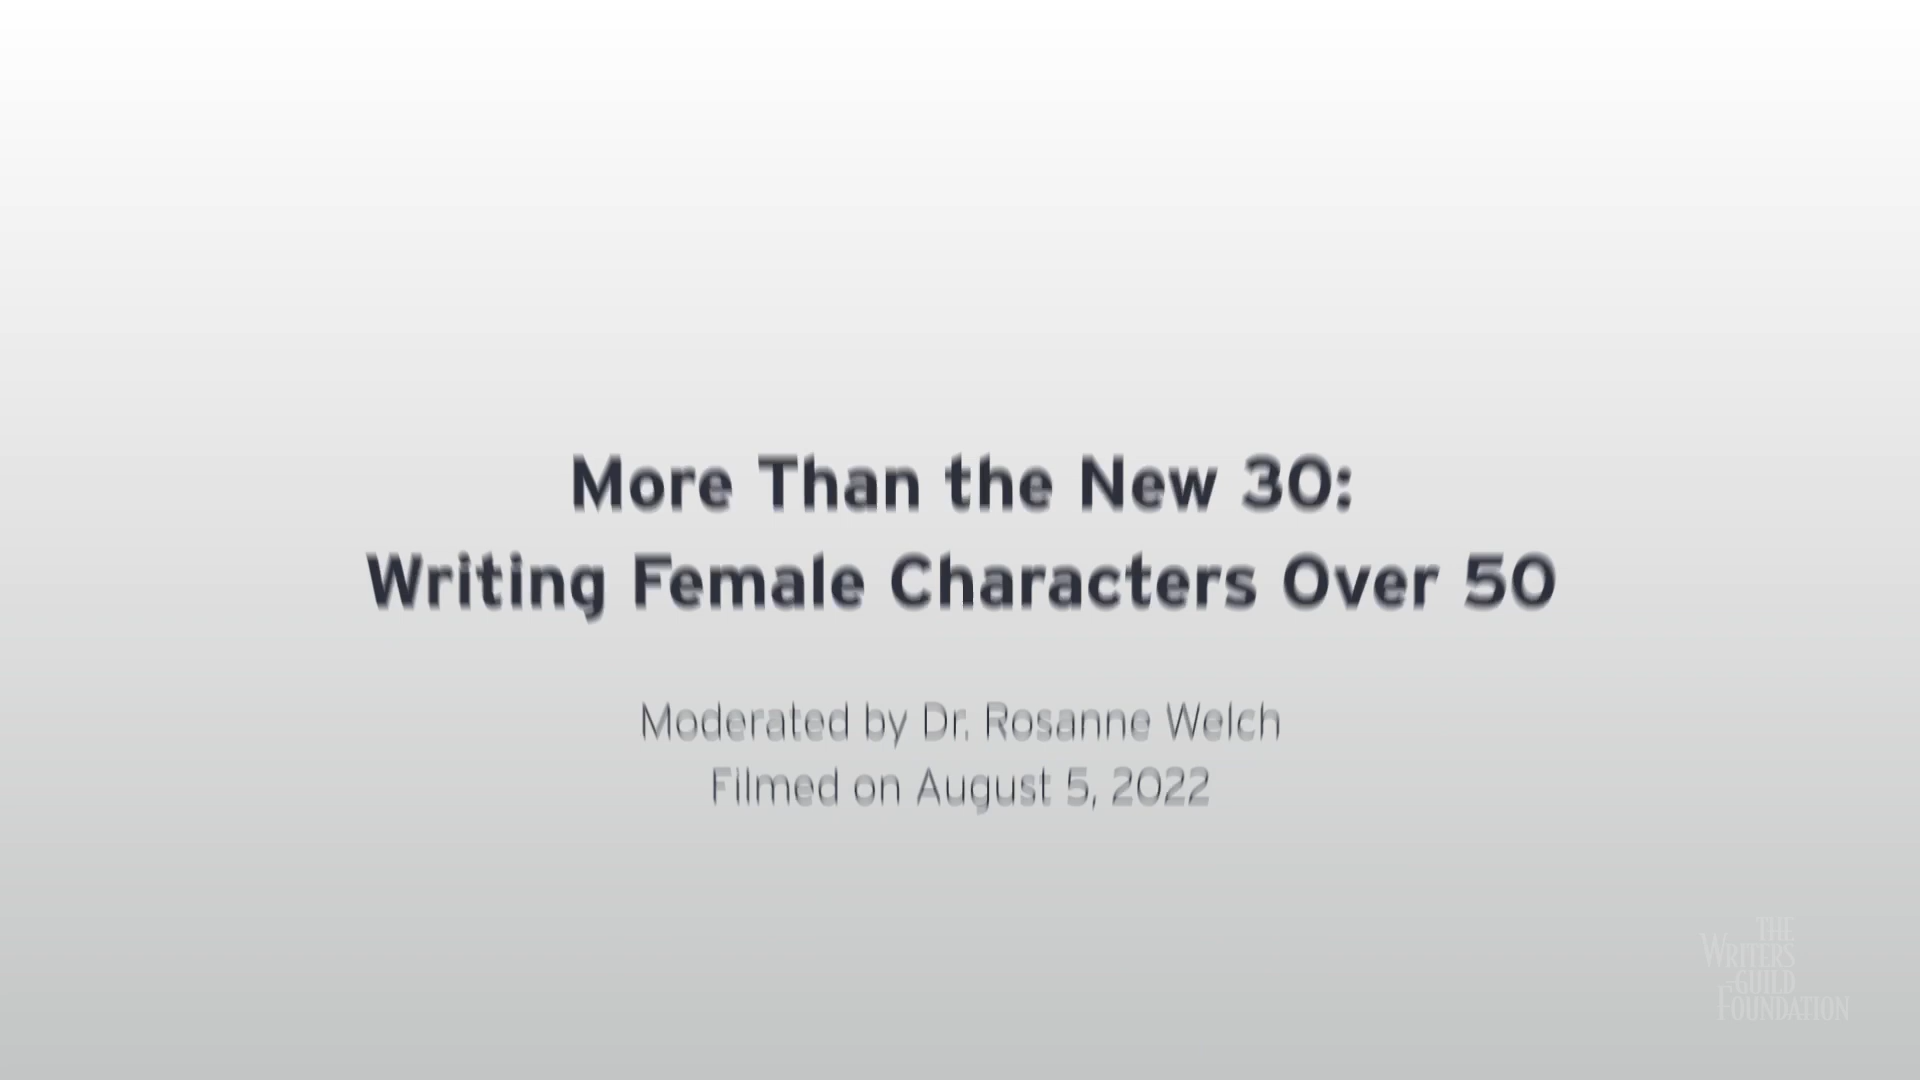 More Than the New 30:
Writing Female Characters Over 50
Moderated by Dr. Rosanne Welch
Filmed on August 5, 2022
THE
WRITERS
GUILD
FOUNDATION